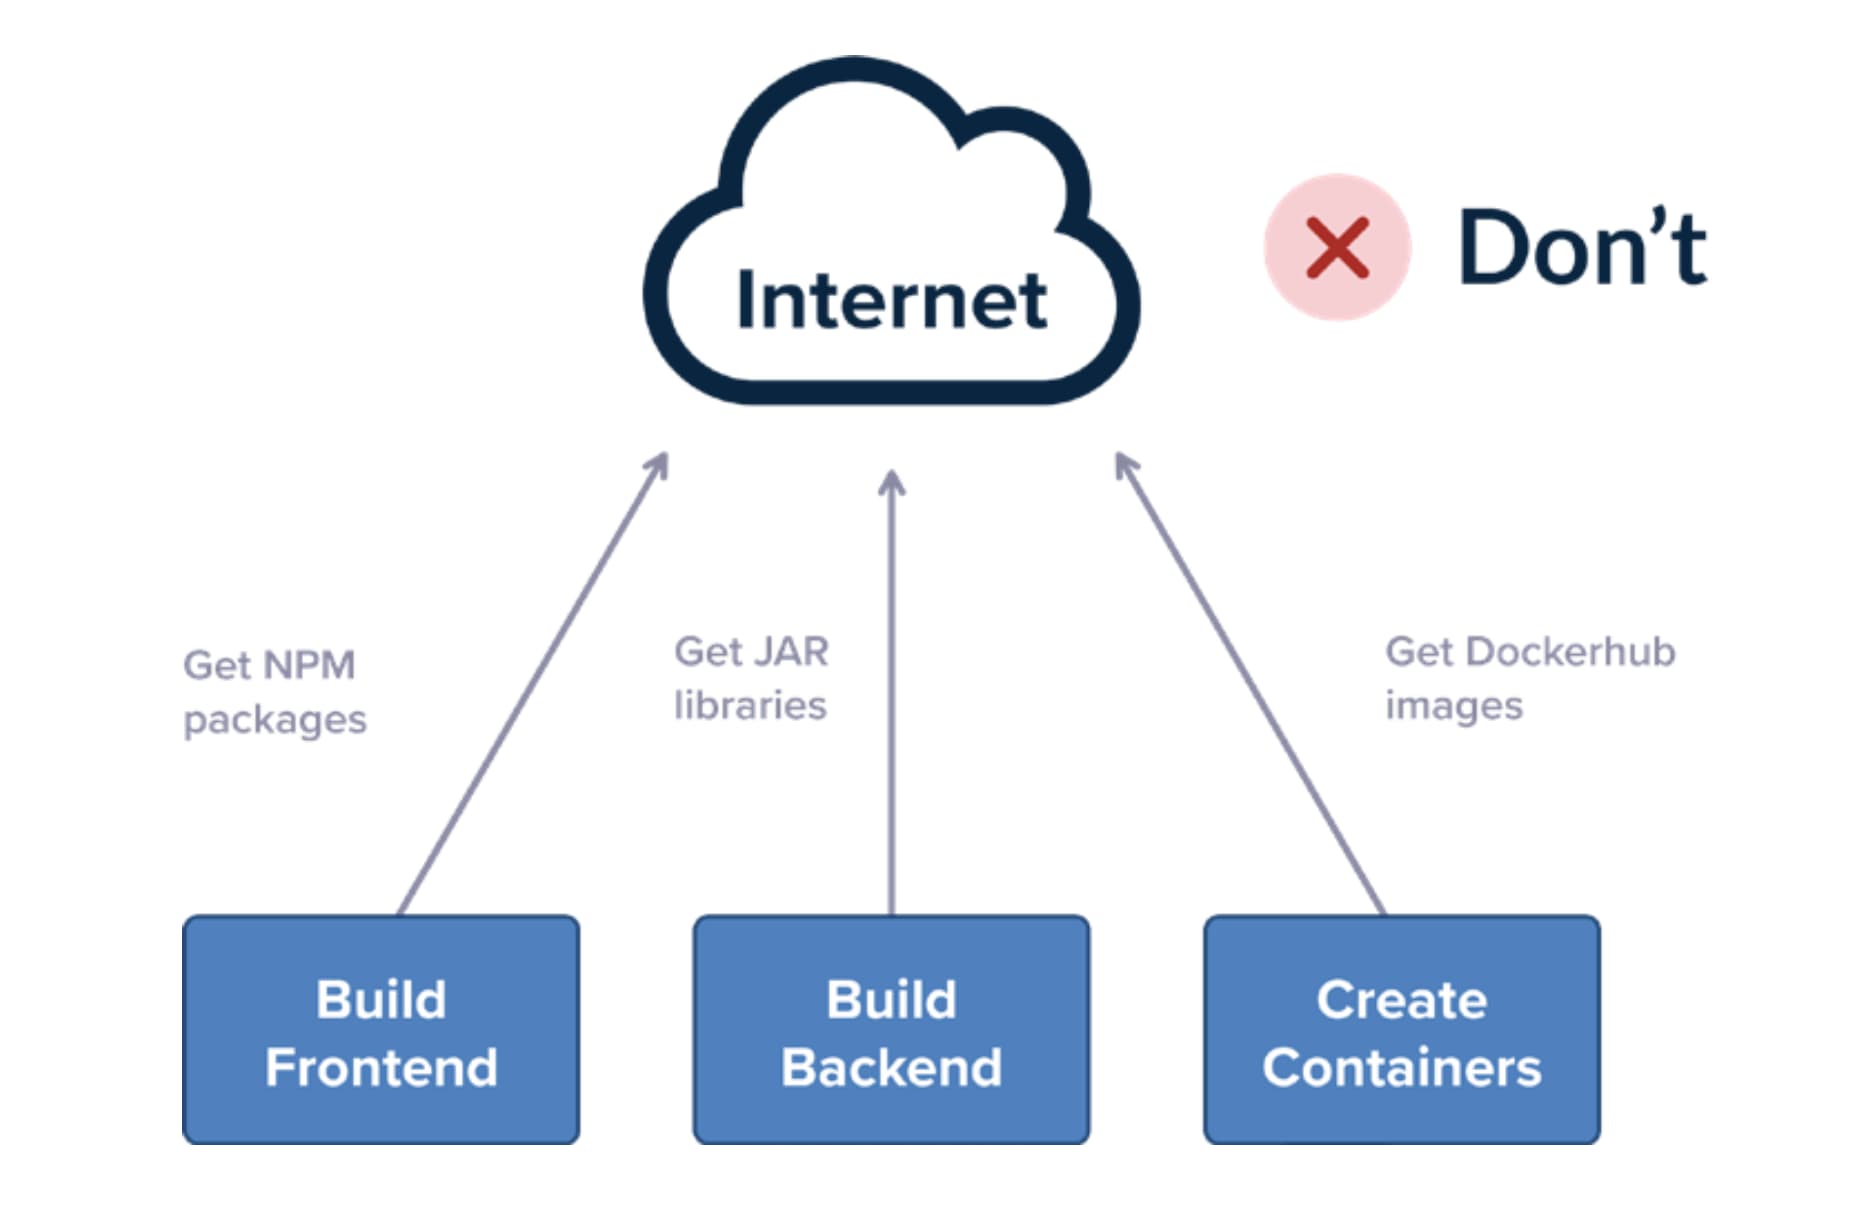 Internet
Don't
Get NPM
packages
Get JAR
libraries
Get Dockerhub
images
Build
Frontend
Build
Backend
Create
Containers